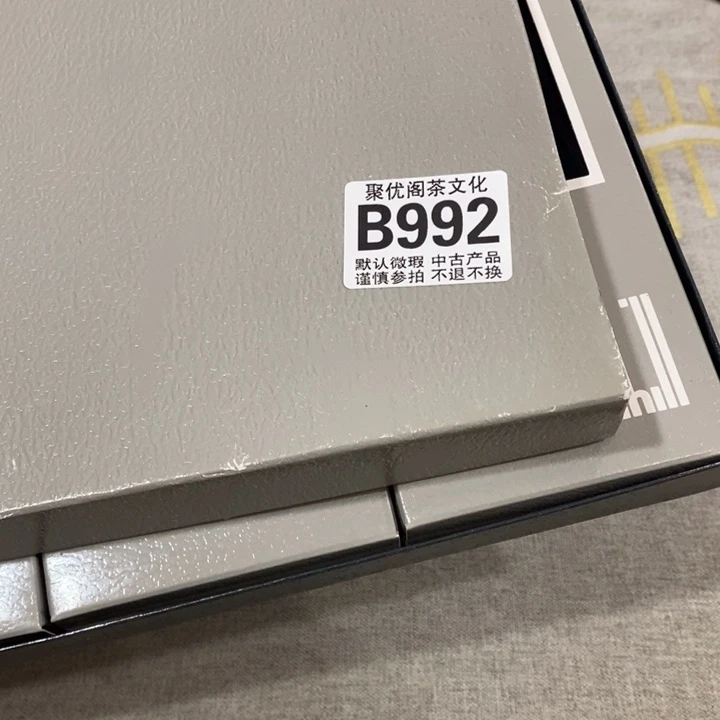 聚优阁茶文化
B992
默认微瑕 中古产品
谨慎参拍 不退不换
hill